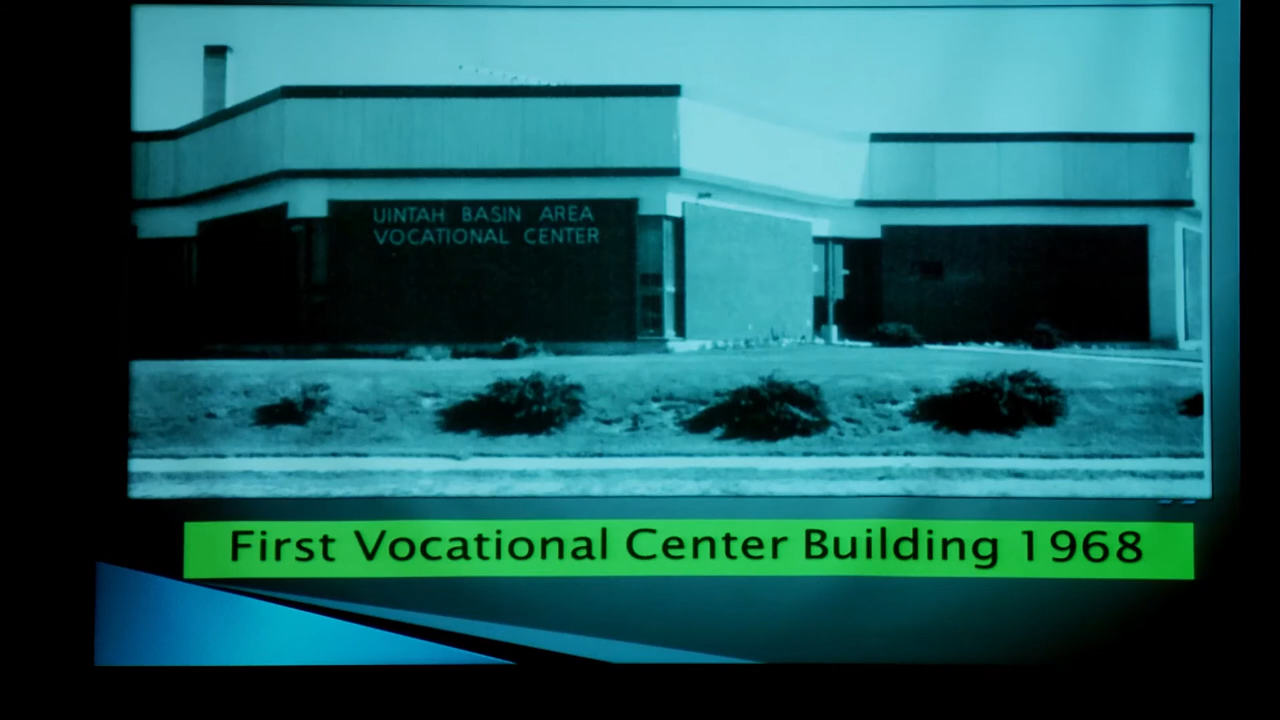 UINTAH BASIN AREA
VOCATIONAL CENTER
First Vocational Center Building 1968